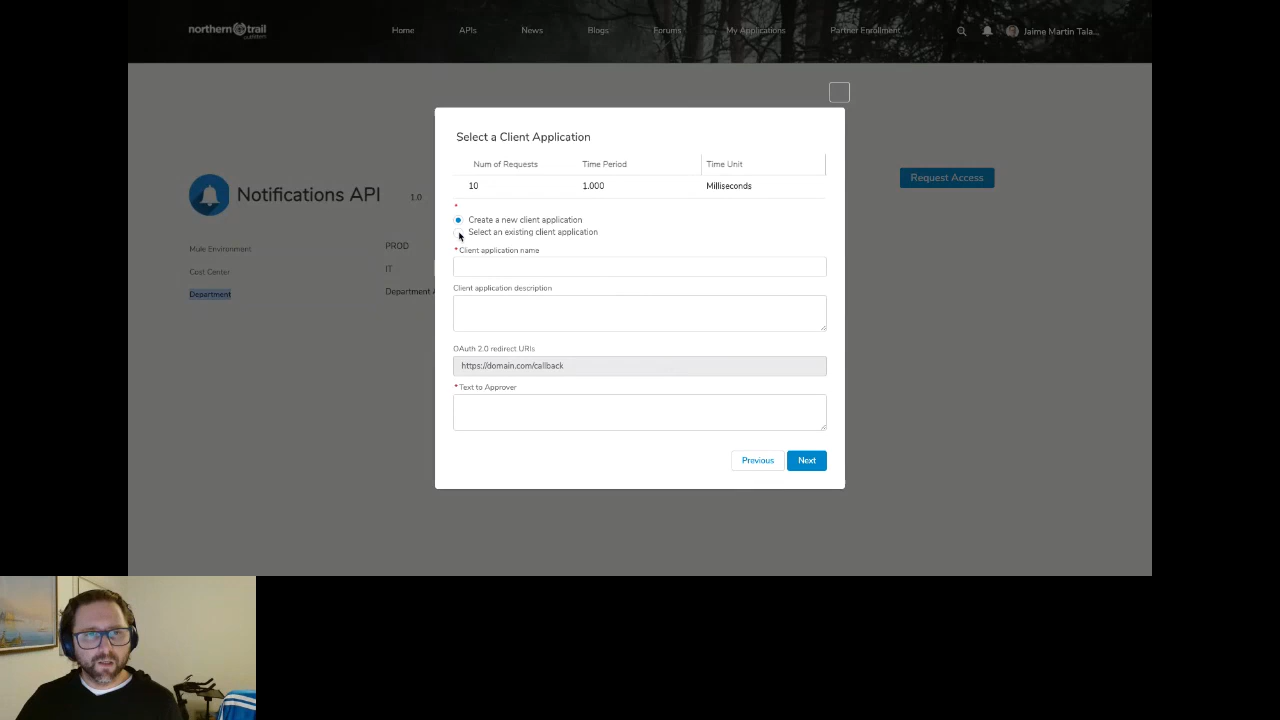 northern trail
Home
APIs
News
Blogs
Forums
My Applications
Partner Enrollment
Jaime Martin Tala...
Select a Client Application
Num of Requests
Time Period
Time Unit
10
1.000
Milliseconds
*
Create a new client application
Select an existing client application
* Client application name
Client application description
OAuth 2.0 redirect URIs
https://domain.com/callback
* Text to Approver
Previous
Next
Notifications API
1.0
Request Access
Mule Environment
PROD
Cost Center
IT
Department
Department